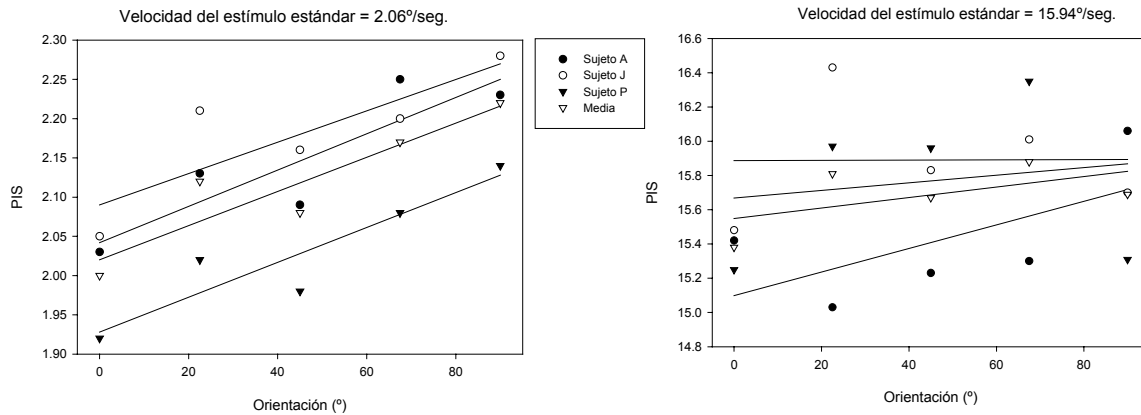 Velocidad del estímulo estándar = 2.06º/seg.
2.30
2.25
2.20
2.15
2.10
2.05
2.00
1.95
1.90
PIS
0 20 40 60 80
Orientación (º)
Sujeto A
Sujeto J
Sujeto P
Media
Velocidad del estímulo estándar = 15.94º/seg.
16.6
16.4
16.2
16.0
15.8
15.6
15.4
15.2
15.0
14.8
PIS
0 20 40 60 80
Orientación (º)